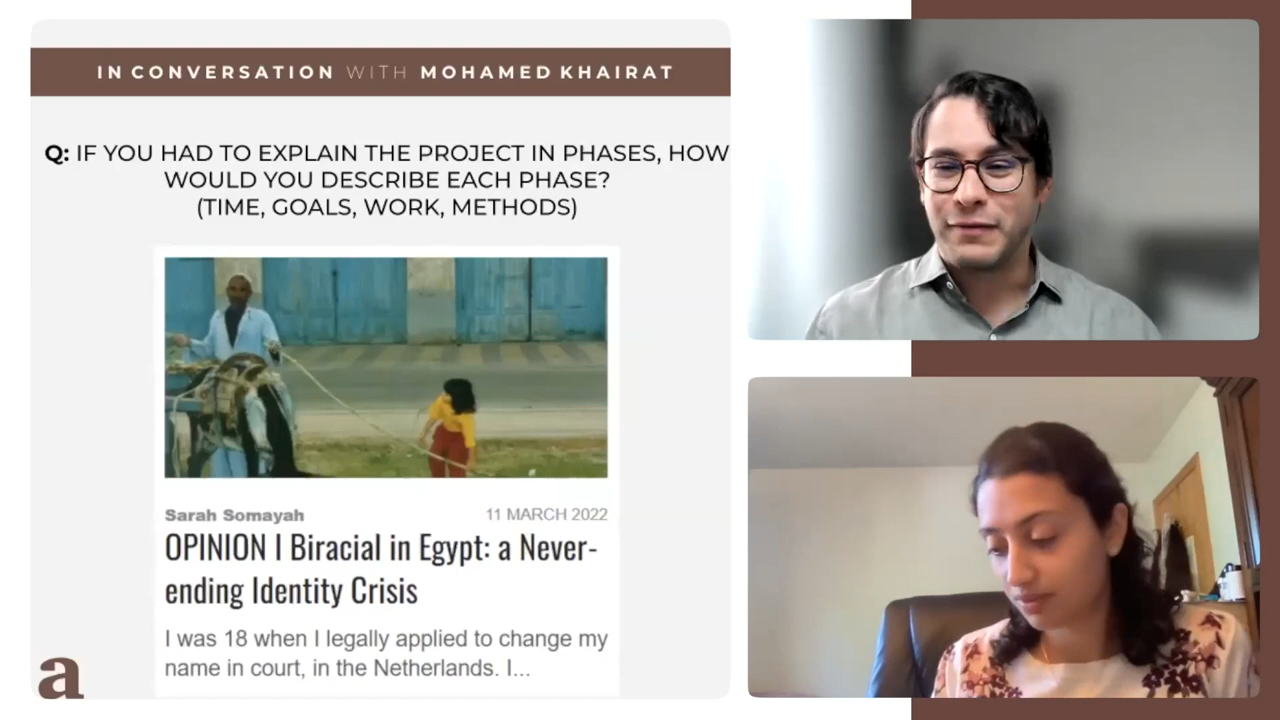 IN CONVERSATION WITH MOHAMED KHAIRAT
Q: IF YOU HAD TO EXPLAIN THE PROJECT IN PHASES, HOW
WOULD YOU DESCRIBE EACH PHASE?
(TIME, GOALS, WORK, METHODS)
Sarah Somayah 11 MARCH 2022
OPINION I Biracial in Egypt: a Never-
ending Identity Crisis
I was 18 when I legally applied to change my
name in court, in the Netherlands. I...
a